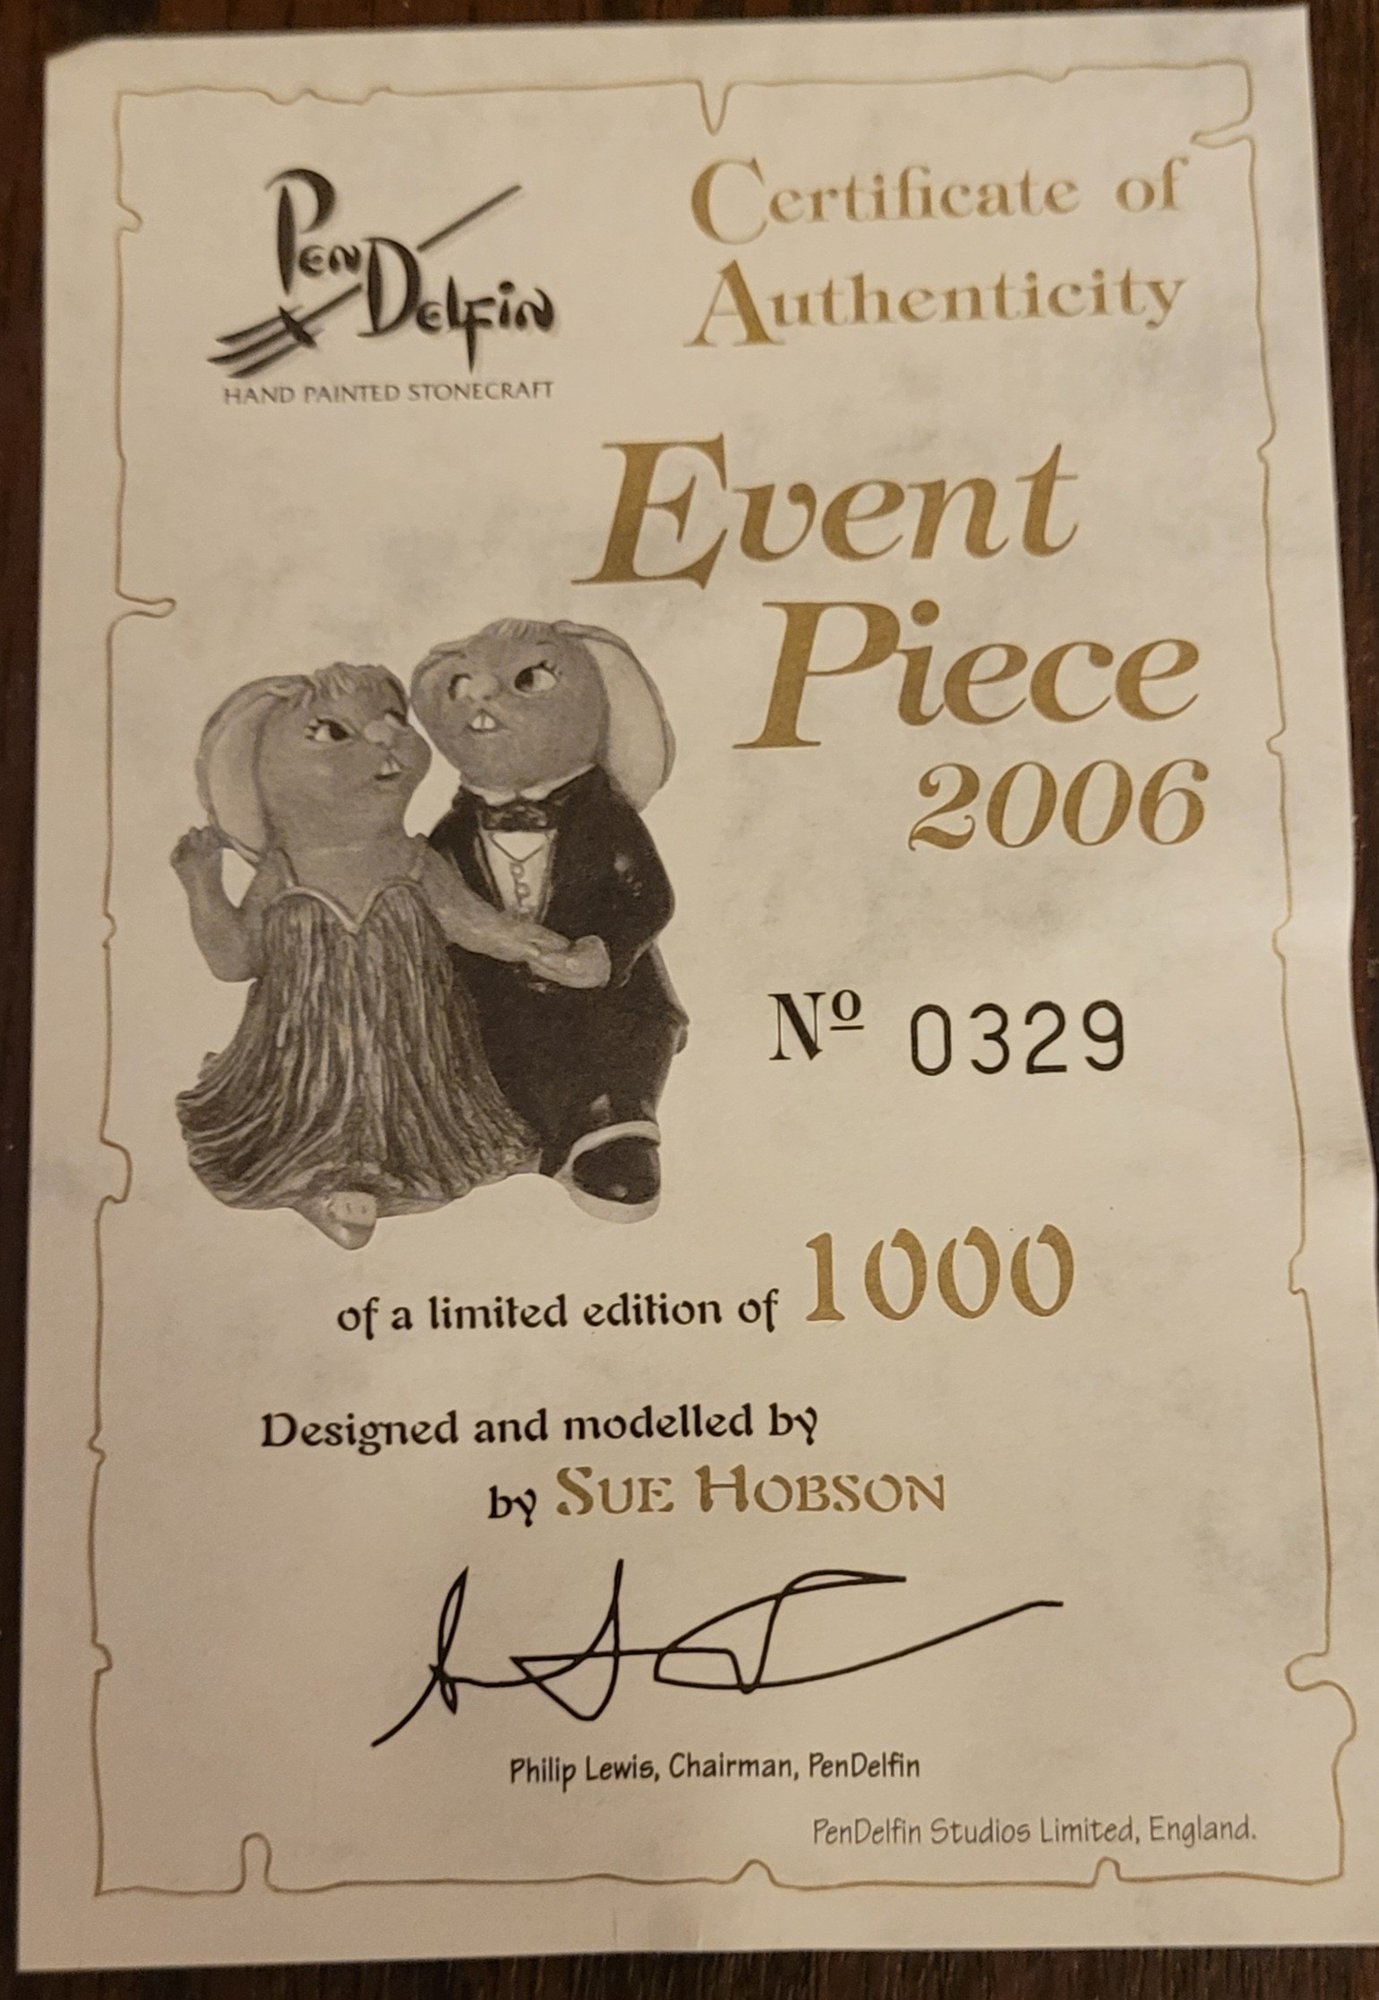 PenDelfin
HAND PAINTED STONECRAFT
Certificate of
Authenticity
Event
Piece
2006
Nº 0329
of a limited edition of 1000
Designed and modelled by
by SUE HOBSON
Philip Lewis, Chairman, PenDelfin
PenDelfin Studios Limited, England.